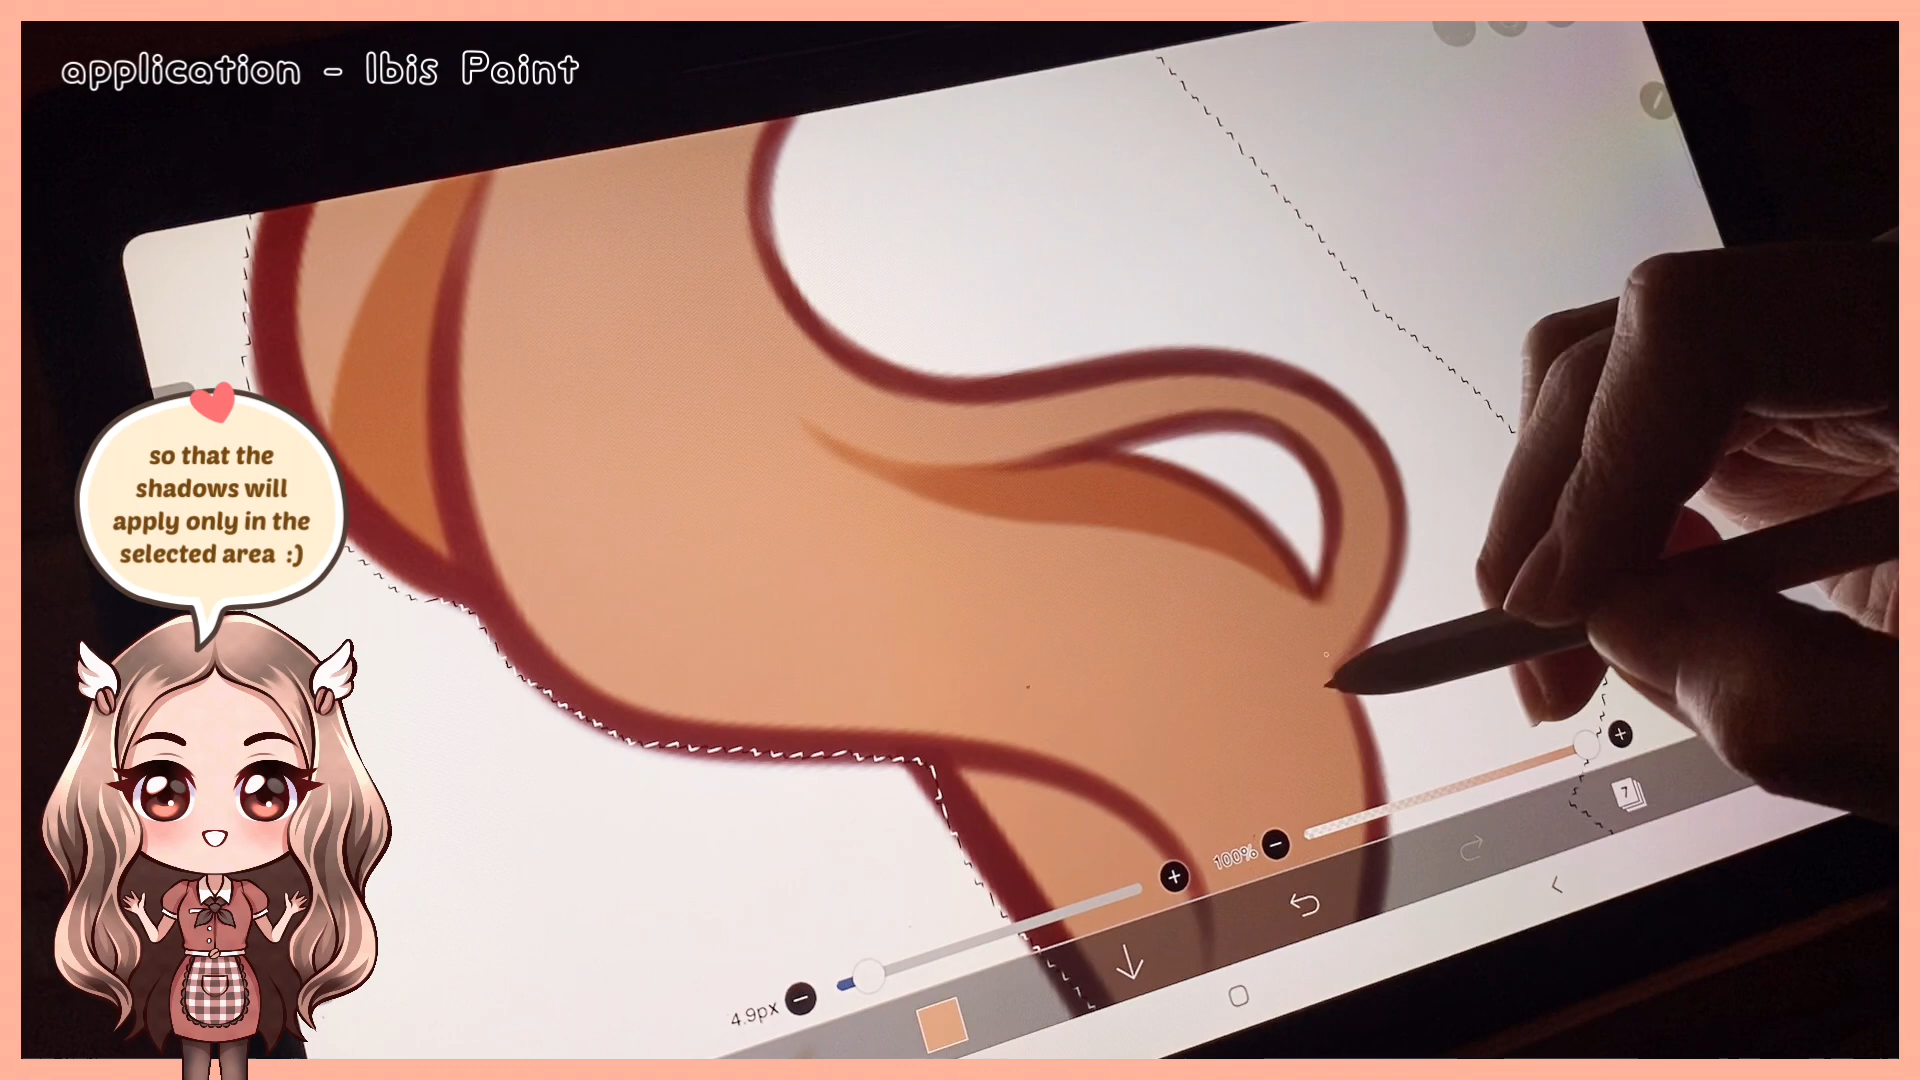 application - Ibis Paint
so that the
shadows will
apply only in the
selected area :)
7
100%
4.9px